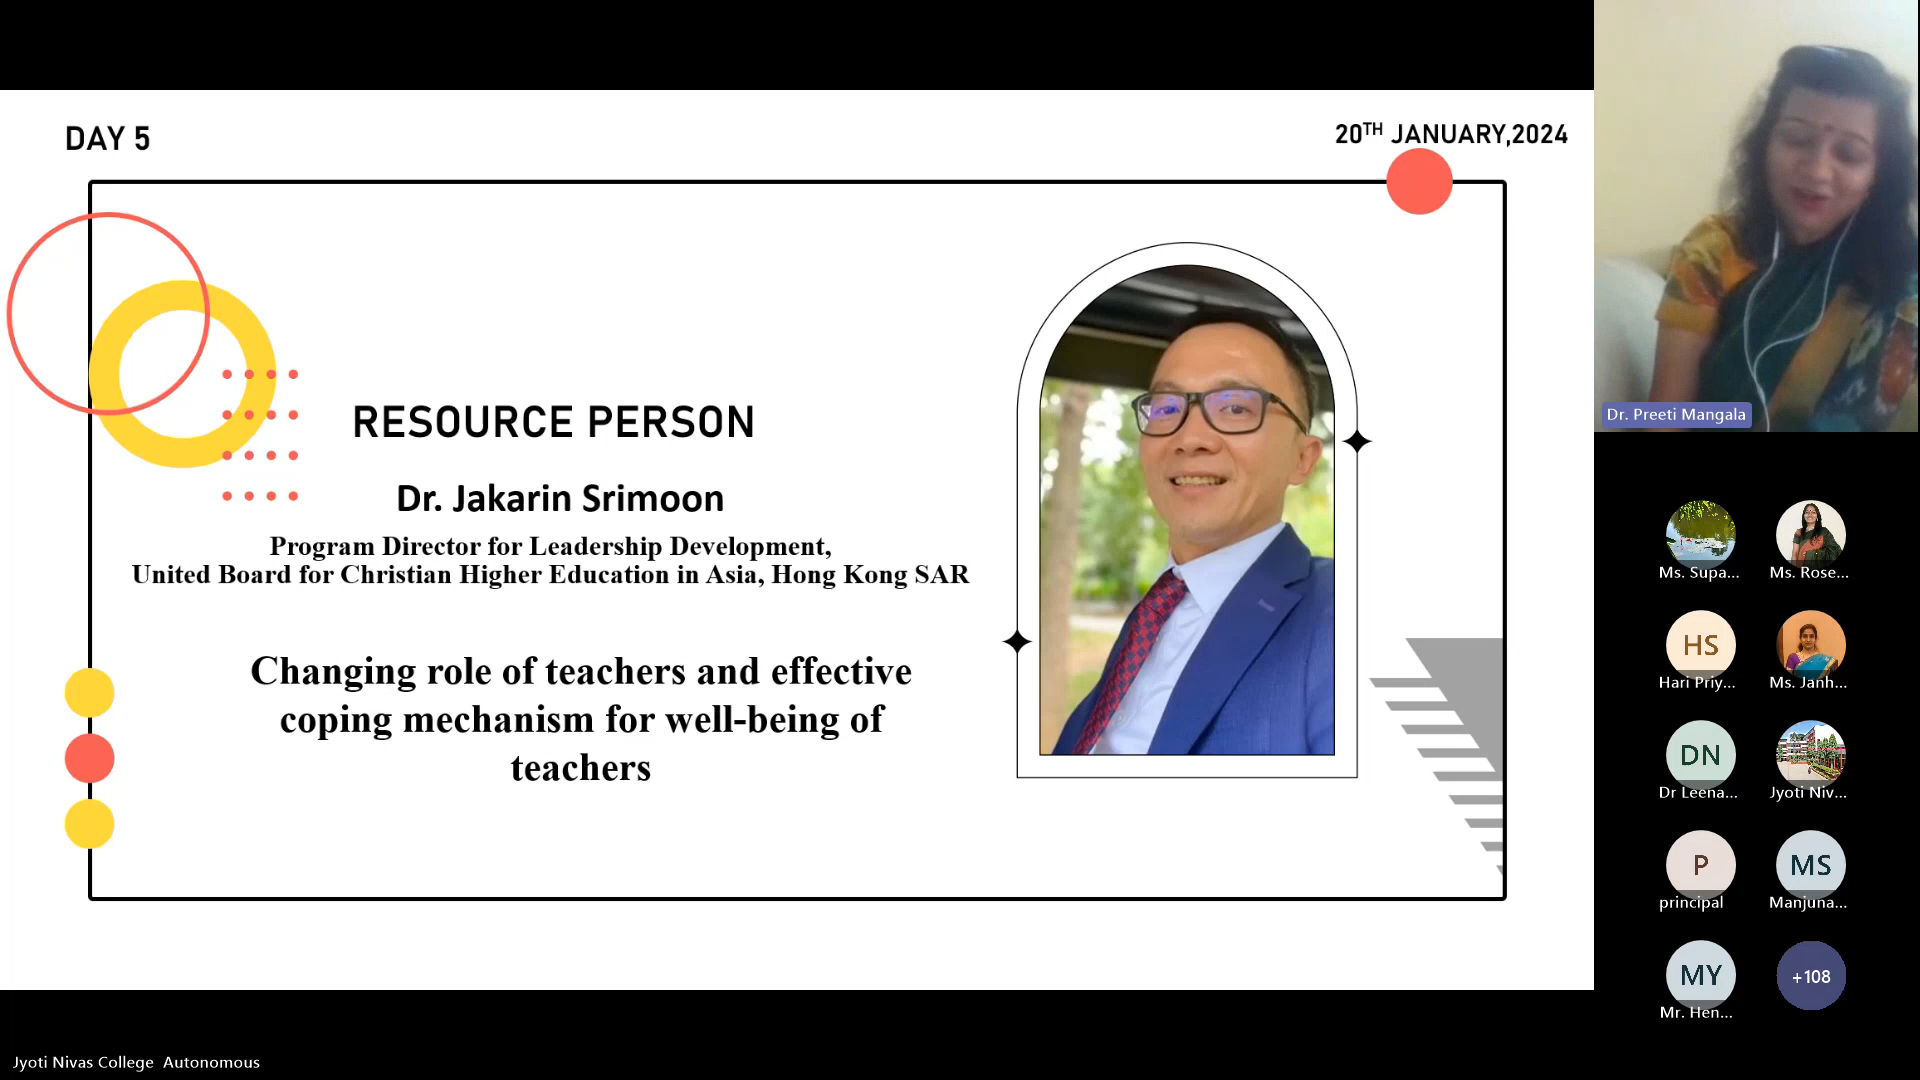 DAY 5
20TH JANUARY,2024
RESOURCE PERSON
Dr. Jakarin Srimoon
Program Director for Leadership Development,
United Board for Christian Higher Education in Asia, Hong Kong SAR
Changing role of teachers and effective
coping mechanism for well-being of
teachers
Dr. Preeti Mangala
Ms. Supa...
Ms. Rose...
HS
Hari Priy...
Ms. Janh...
DN
Dr Leena...
Jyoti Niv...
P
principal
MS
Manjuna...
MY
Mr. Hen...
+108
Jyoti Nivas College Autonomous